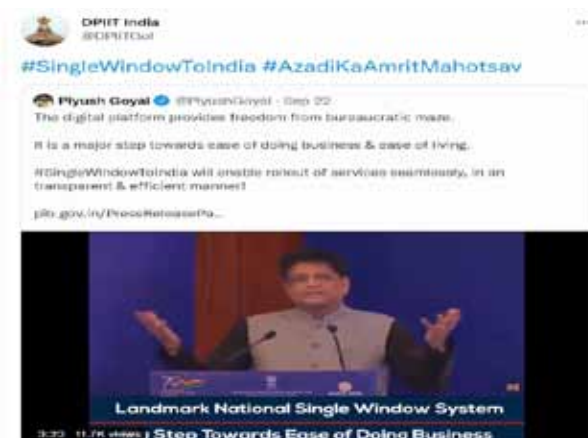 DPIIT India
@DPIITGoI
#SingleWindowToIndia #AzadiKaAmritMahotsav
Piyush Goyal @PiyushGoyal · Sep 22
The digital platform provides freedom from bureaucratic maze.
It is a major step towards ease of doing business & ease of living.
#SingleWindowToIndia will enable rollout of services seamlessly, in an
transparent & efficient manner!
pib.gov.in/PressReleasePa...
Landmark National Single Window System
11.7K views
Step Towards Ease of Doing Business